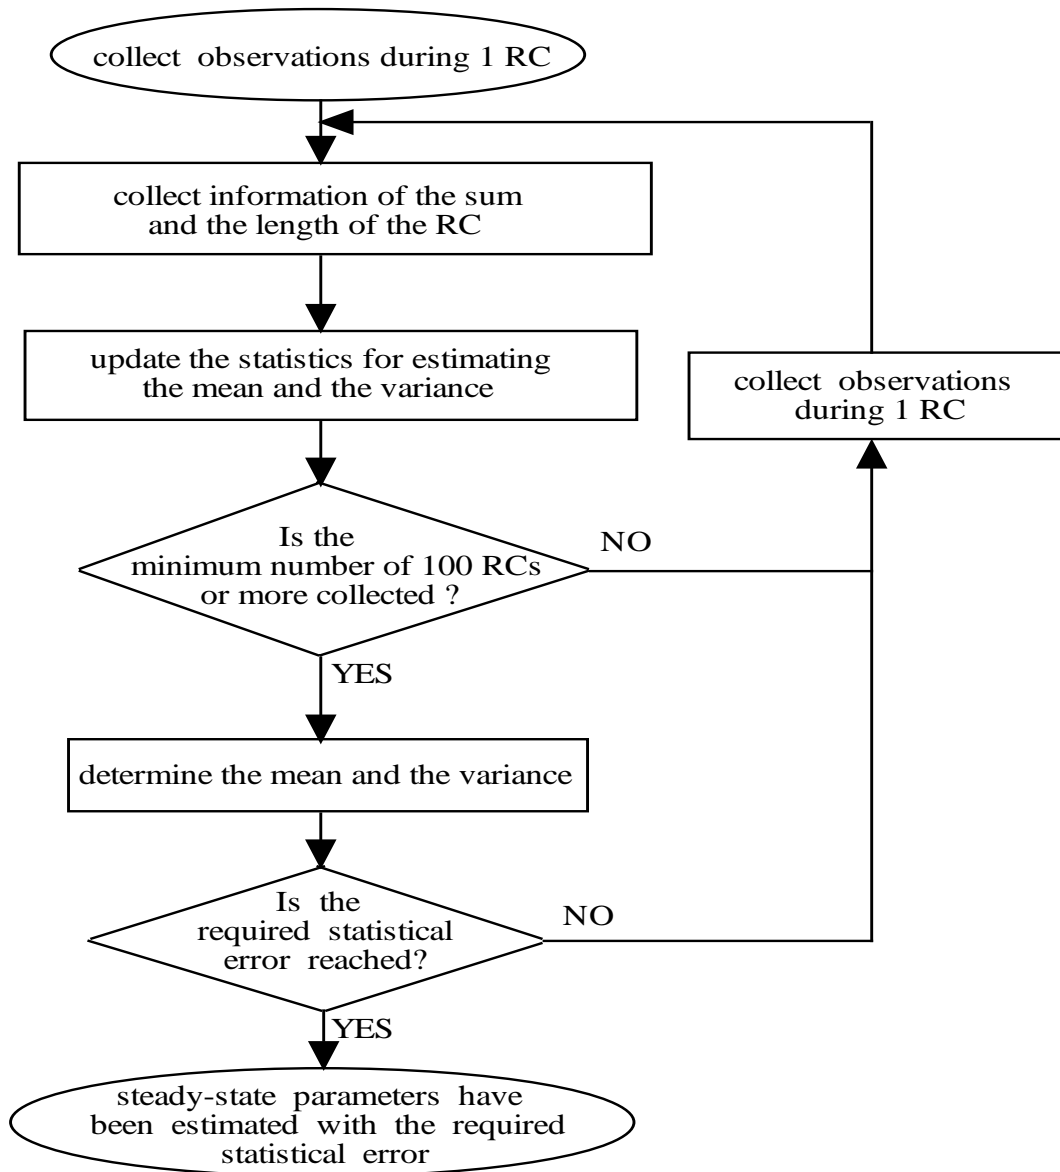 collect observations during 1 RC
collect information of the sum
and the length of the RC
update the statistics for estimating
the mean and the variance
collect observations
during 1 RC
Is the
minimum number of 100 RCs
or more collected ?
NO
YES
determine the mean and the variance
Is the
required statistical
error reached?
NO
YES
steady-state parameters have
been estimated with the required
statistical error